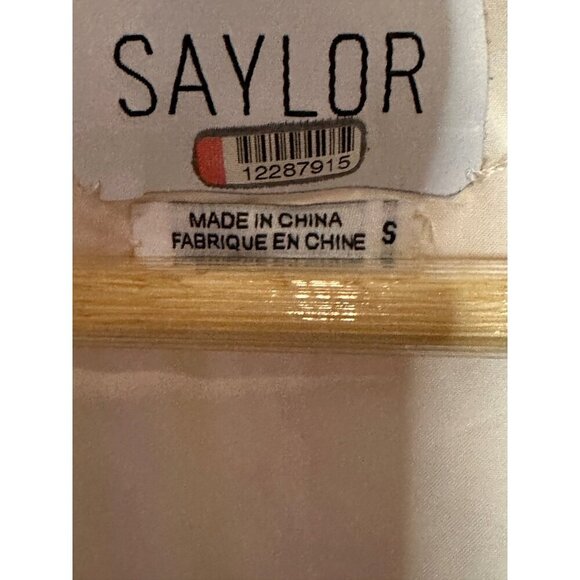 SAYLOR
12287915
MADE IN CHINA
FABRIQUE EN CHINE S